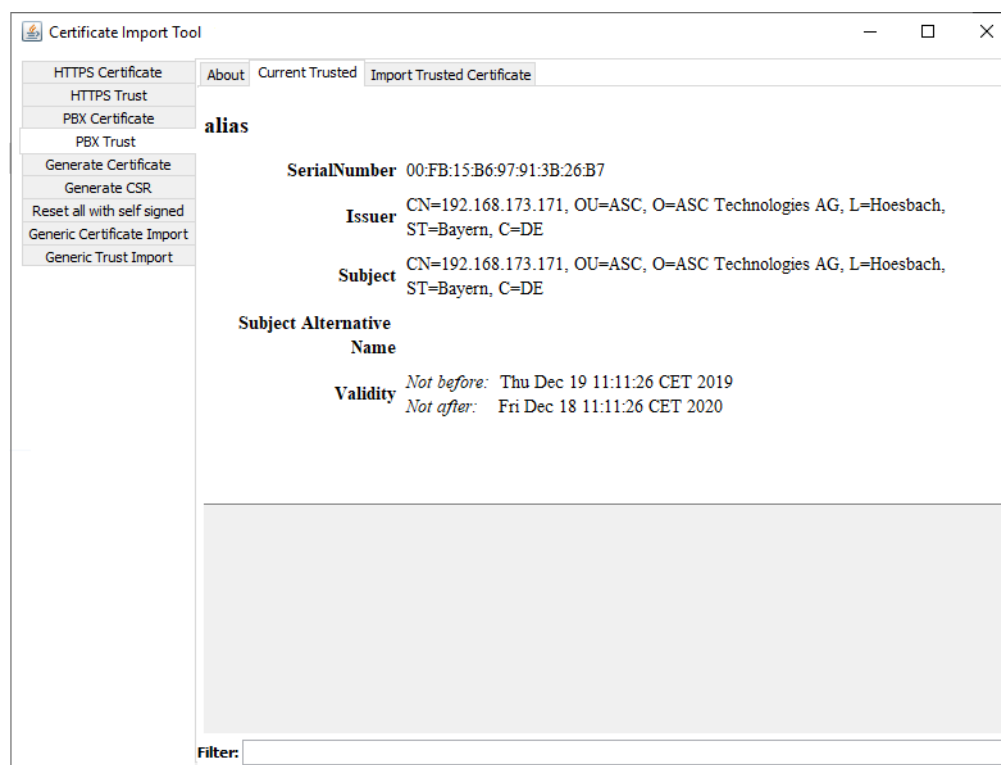 Certificate Import Tool
HTTPS Certificate
HTTPS Trust
PBX Certificate
PBX Trust
Generate Certificate
Generate CSR
Reset all with self signed
Generic Certificate Import
Generic Trust Import
About Current Trusted Import Trusted Certificate
alias
SerialNumber 00:FB:15:B6:97:91:3B:26:B7
Issuer CN=192.168.173.171, OU=ASC, O=ASC Technologies AG, L=Hoesbach,
ST=Bayern, C=DE
Subject CN=192.168.173.171, OU=ASC, O=ASC Technologies AG, L=Hoesbach,
ST=Bayern, C=DE
Subject Alternative
Name
Validity Not before: Thu Dec 19 11:11:26 CET 2019
Not after: Fri Dec 18 11:11:26 CET 2020
Filter: